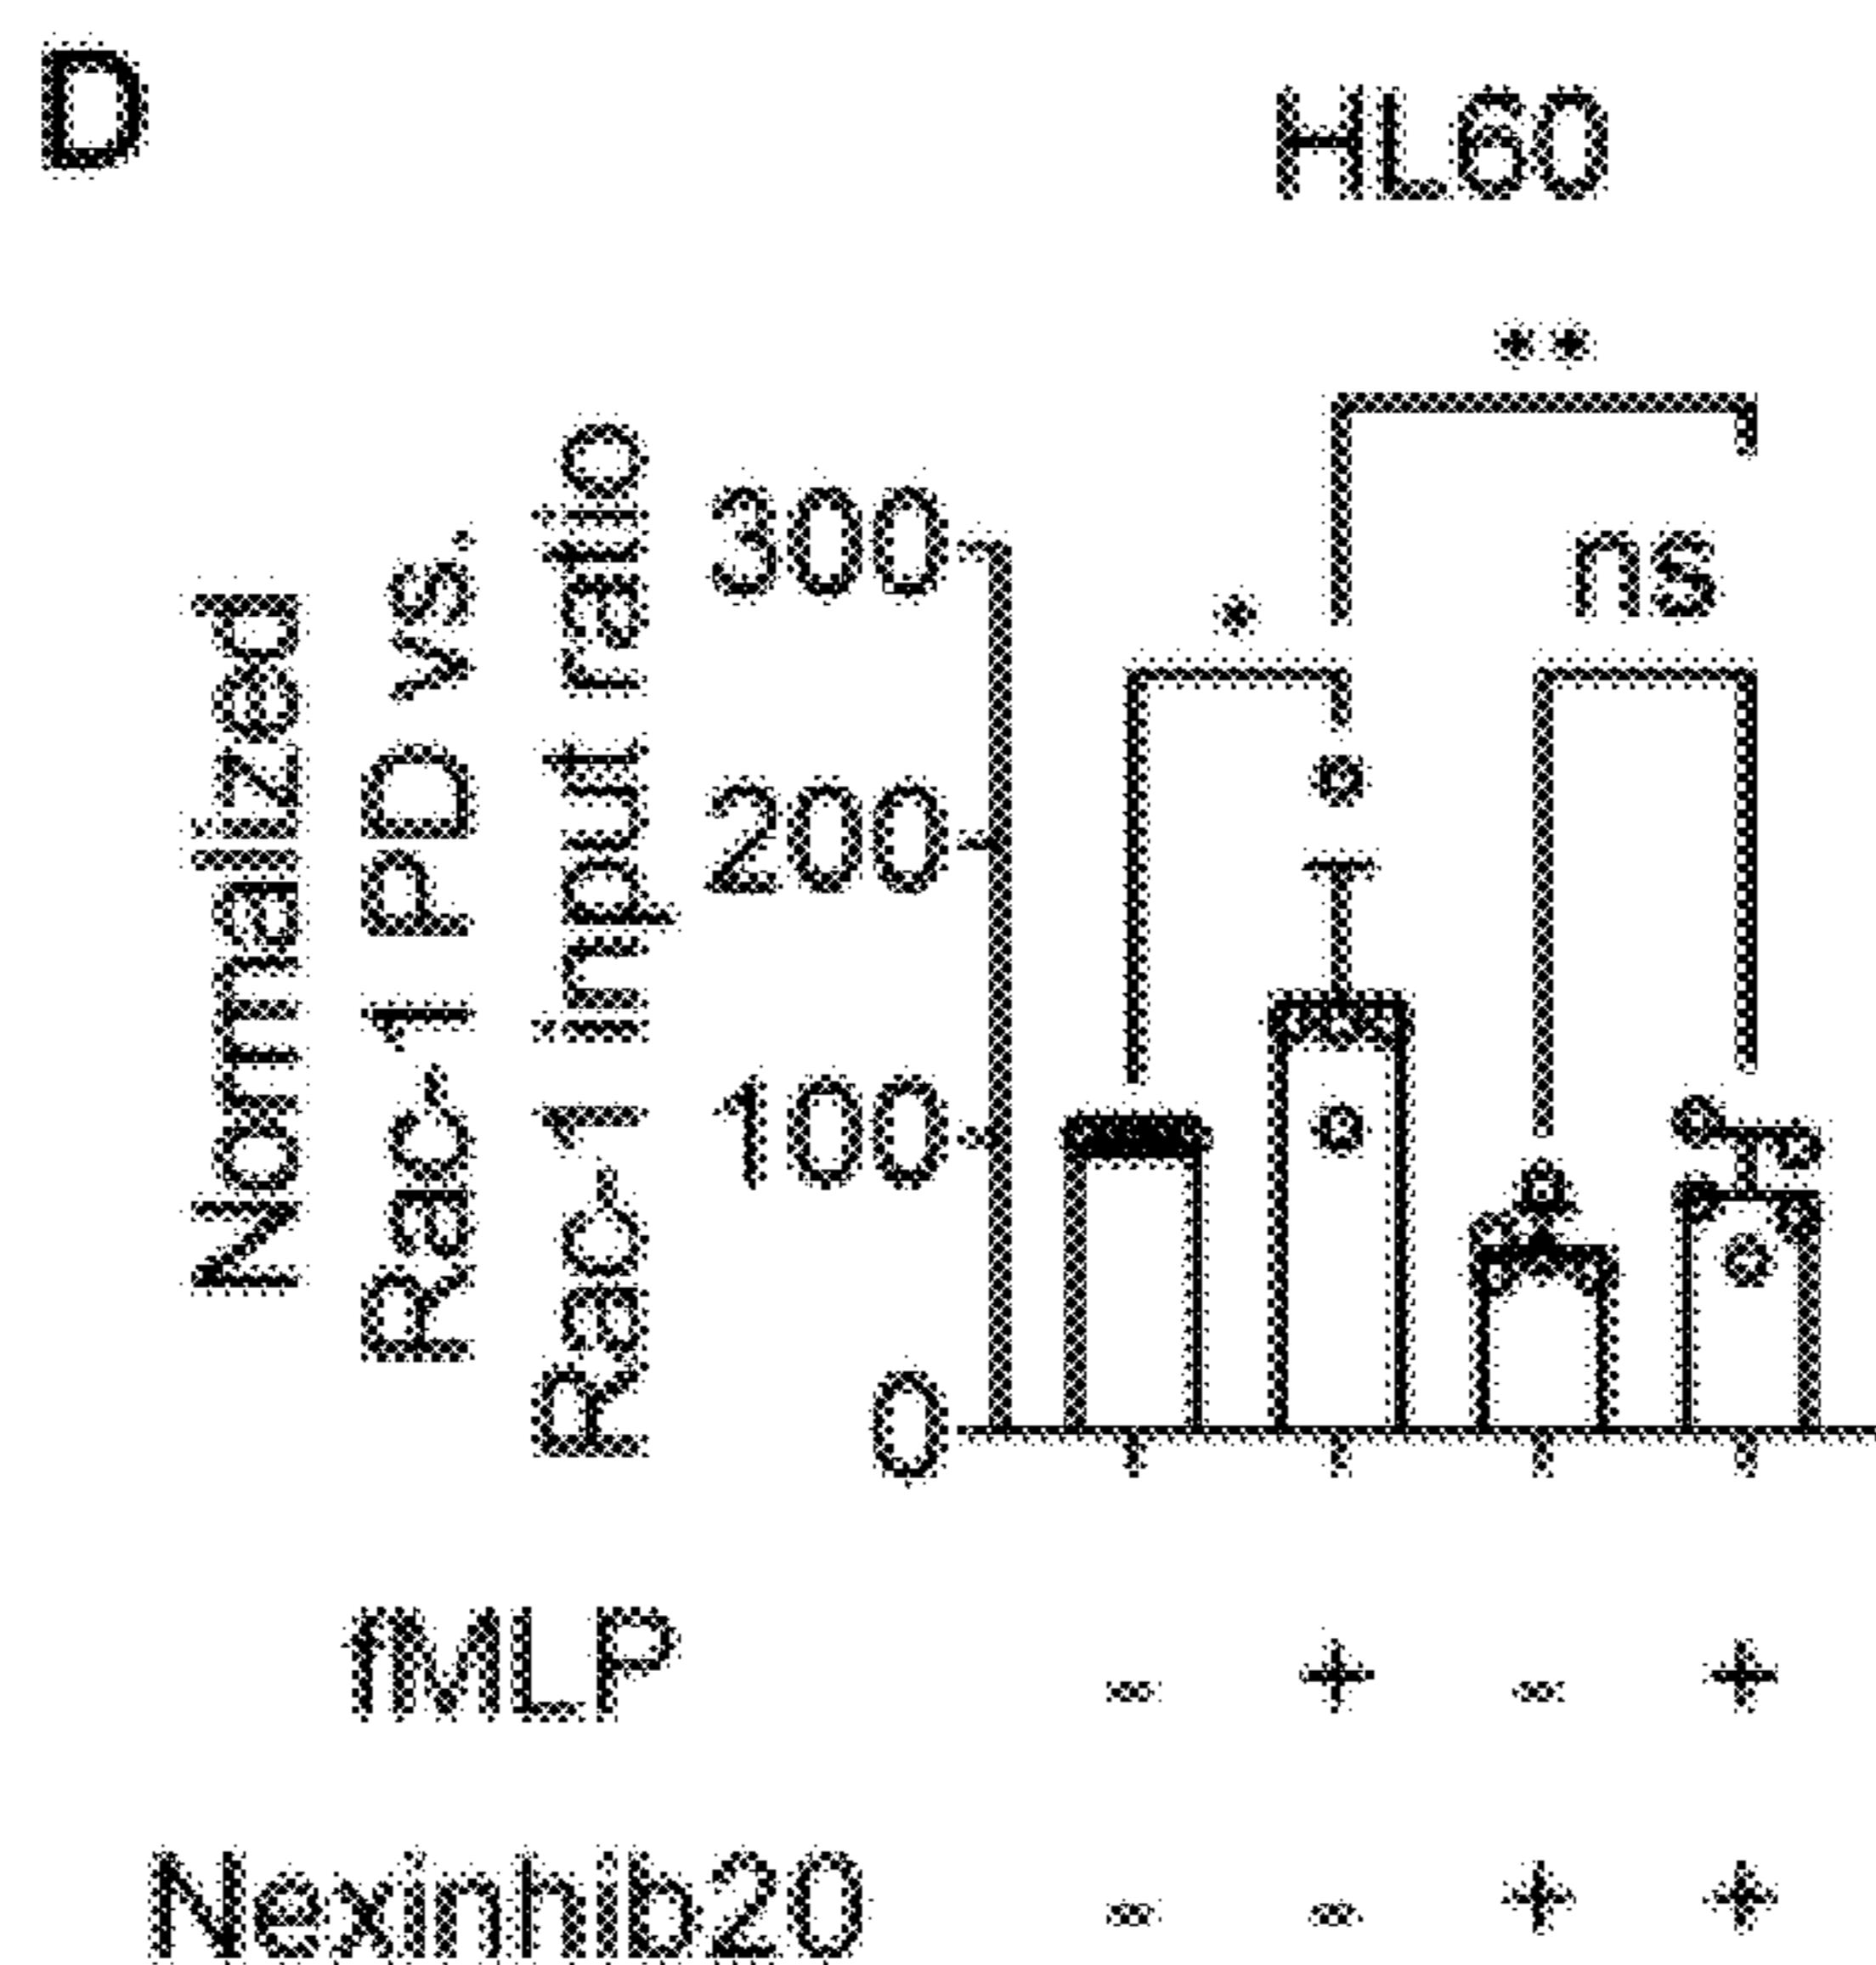 D
HL60
**
ns
*
Normalized
Rac-1 PD vs.
Rac-1 input ratio
300
200
100
0
fMLP - + - +
Nexinhib20 - - + +